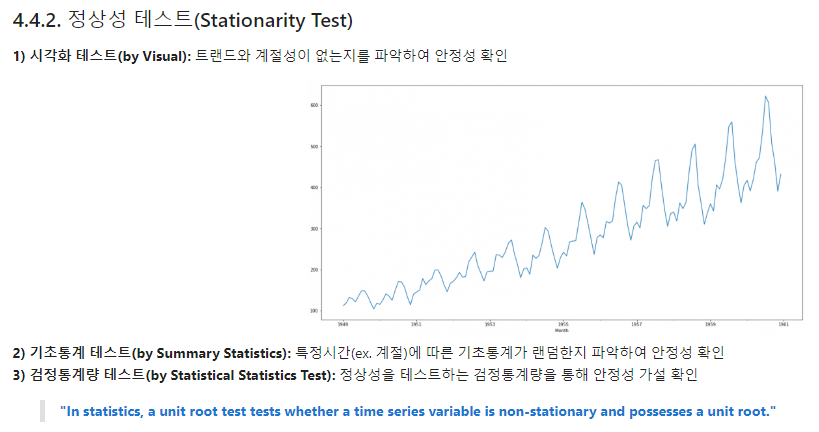 4.4.2. 정상성 테스트(Stationarity Test)
1) 시각화 테스트(by Visual): 트랜드와 계절성이 없는지를 파악하여 안정성 확인
600
500
400
300
200
100
1949 1951 1953 1955 1957 1959 1961
Month
2) 기초통계 테스트(by Summary Statistics): 특정시간(ex. 계절)에 따른 기초통계가 랜덤한지 파악하여 안정성 확인
3) 검정통계량 테스트(by Statistical Statistics Test): 정상성을 테스트하는 검정통계량을 통해 안정성 가설 확인
"In statistics, a unit root test tests whether a time series variable is non-stationary and possesses a unit root."